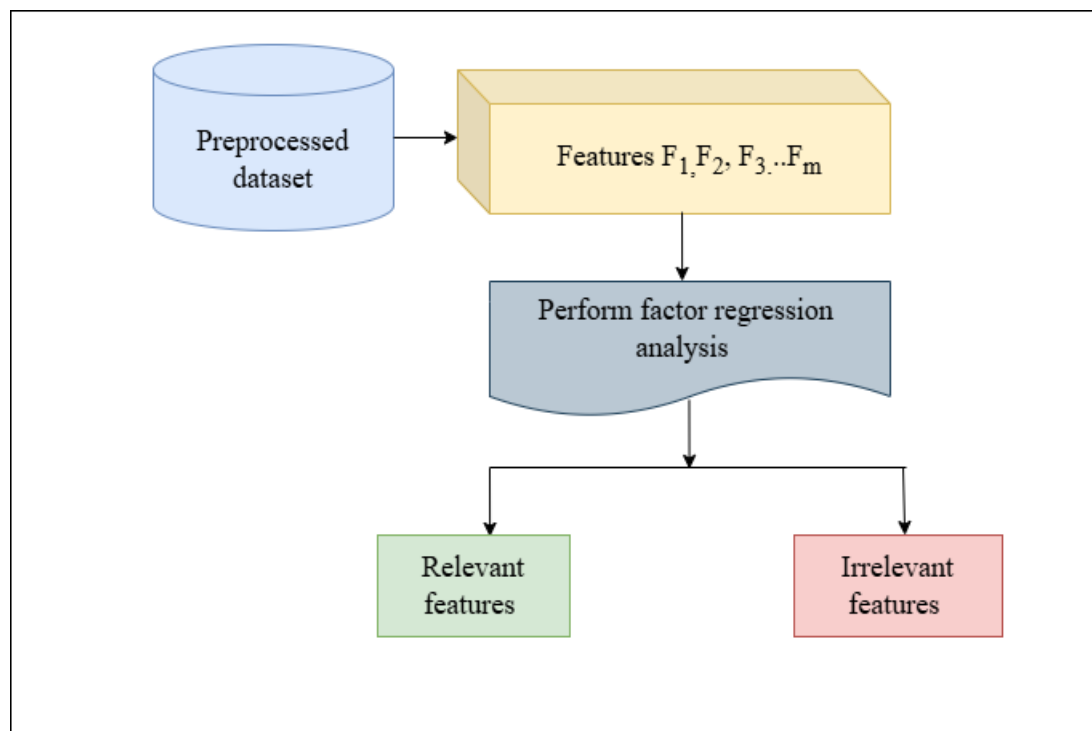 Preprocessed
dataset
Features F1,F2, F3...Fm
Perform factor regression
analysis
Relevant
features
Irrelevant
features